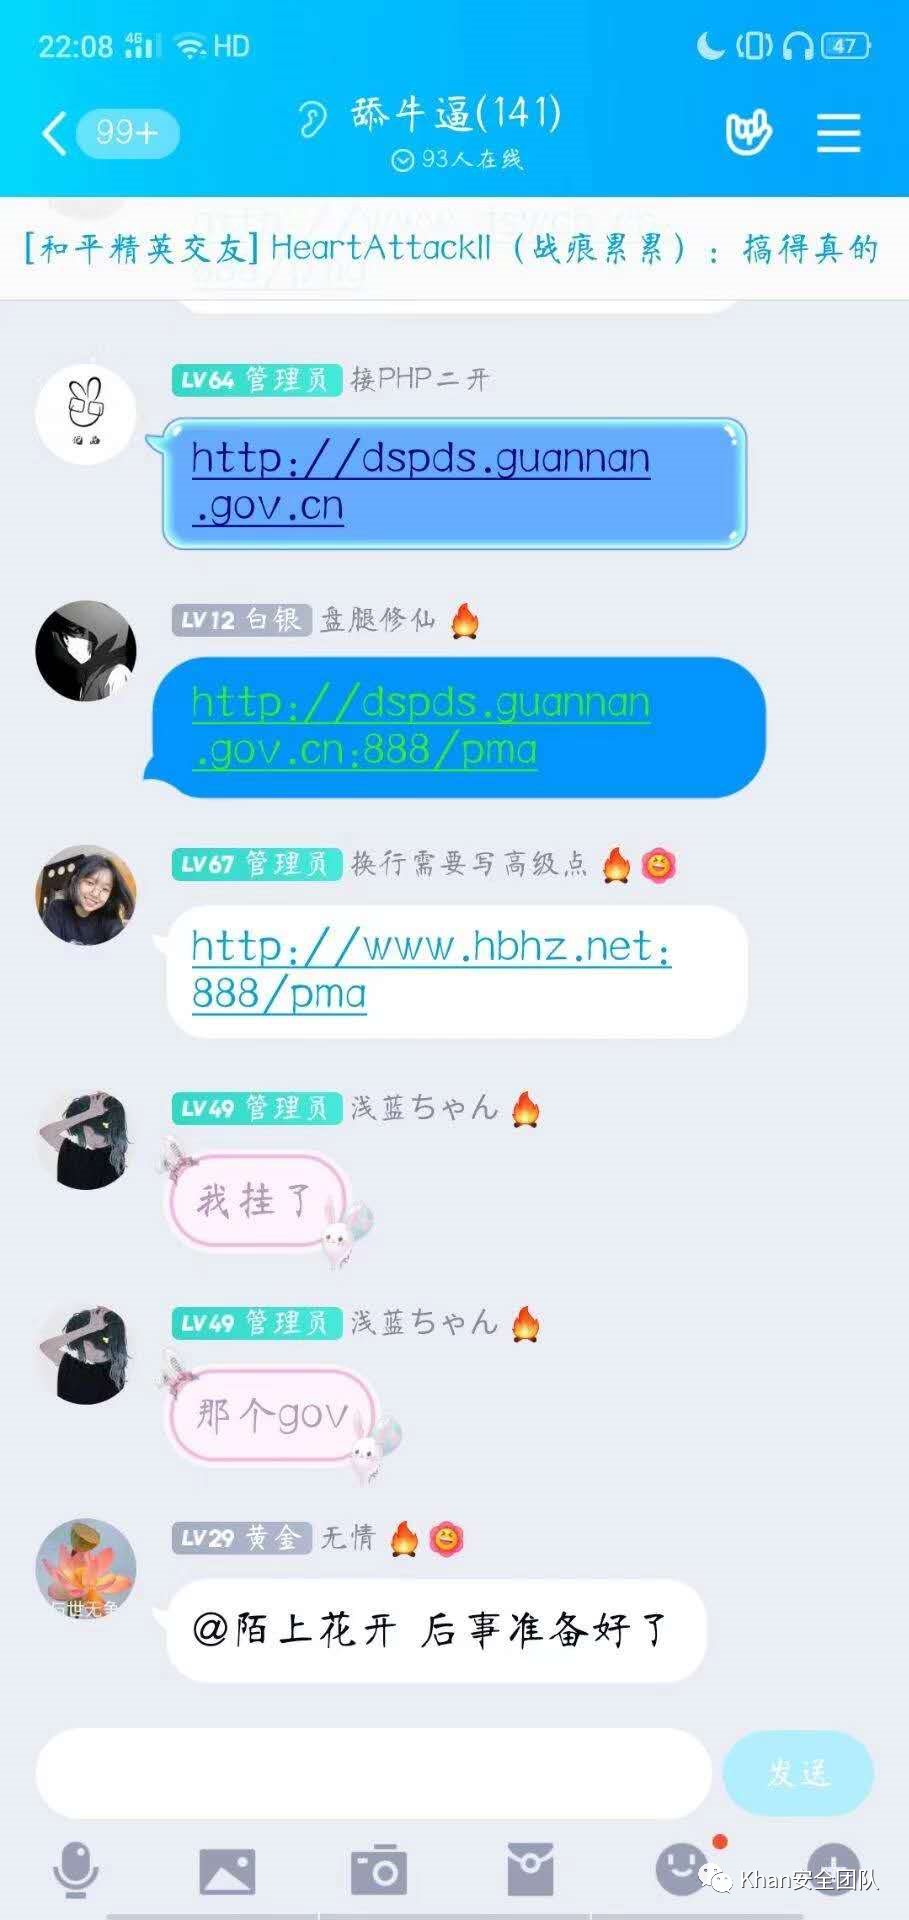 22:08 4G HD 47
99+ 舔牛逼(141)
93人在线
[和平精英交友] HeartAttackII（战痕累累）：搞得真的
LV64 管理员 接PHP二开
http://dspds.guannan
.gov.cn
LV12 白银 盘腿修仙
http://dspds.guannan
.gov.cn:888/pma
LV67 管理员 换行需要写高级点
http://www.hbhz.net:
888/pma
LV49 管理员 浅蓝ちゃん
我挂了
LV49 管理员 浅蓝ちゃん
那个gov
LV29 黄金 无情
@陌上花开 后事准备好了
发送
Khan安全团队